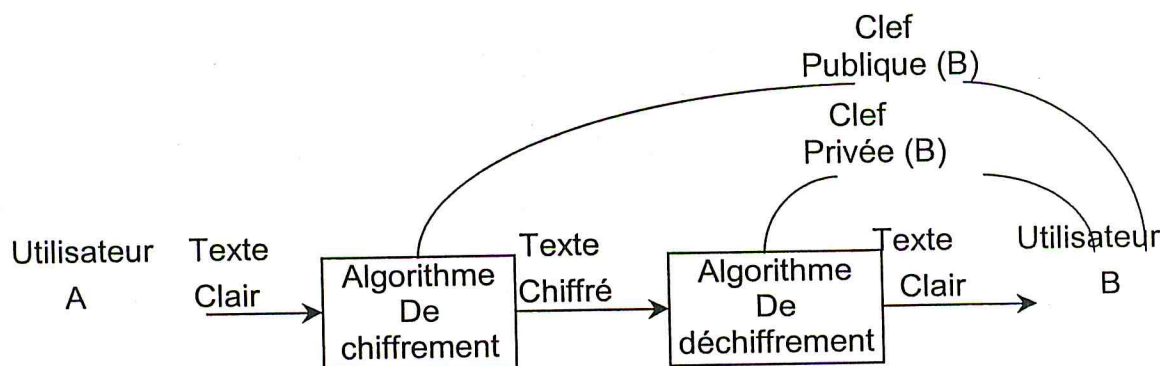 Clef
Publique (B)
Clef
Privée (B)
Utilisateur
A
Texte
Clair
Algorithme
De
chiffrement
Texte
Chiffré
Algorithme
De
déchiffrement
Texte
Clair
Utilisateur
B